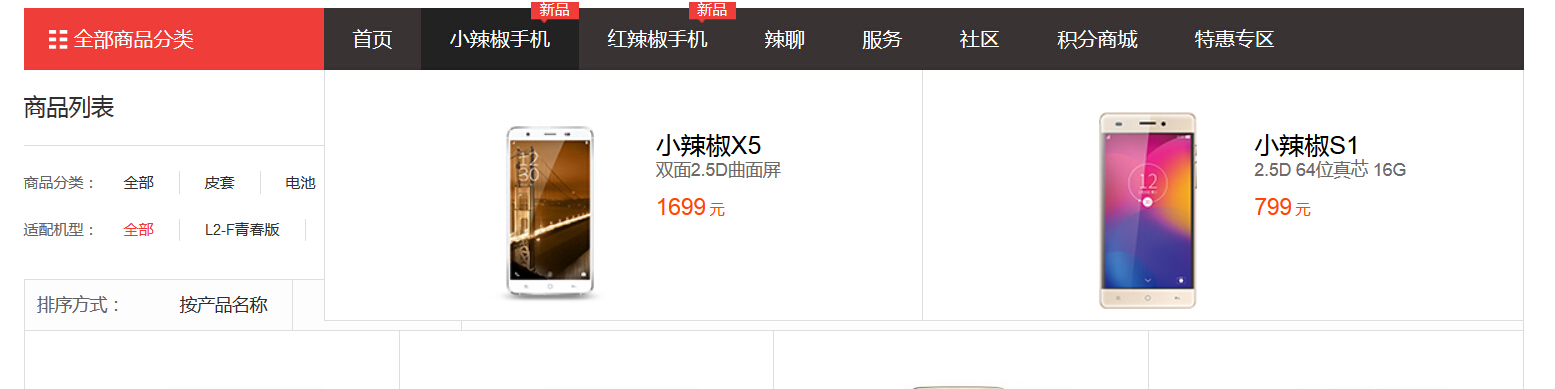 新品 新品
全部商品分类 首页 小辣椒手机 红辣椒手机 辣聊 服务 社区 积分商城 特惠专区
商品列表
小辣椒X5 小辣椒S1
双面2.5D曲面屏 2.5D 64位真芯 16G
商品分类： 全部 皮套 电池
1699 元 799 元
适配机型： 全部 L2-F青春版
排序方式： 按产品名称
12
30
12